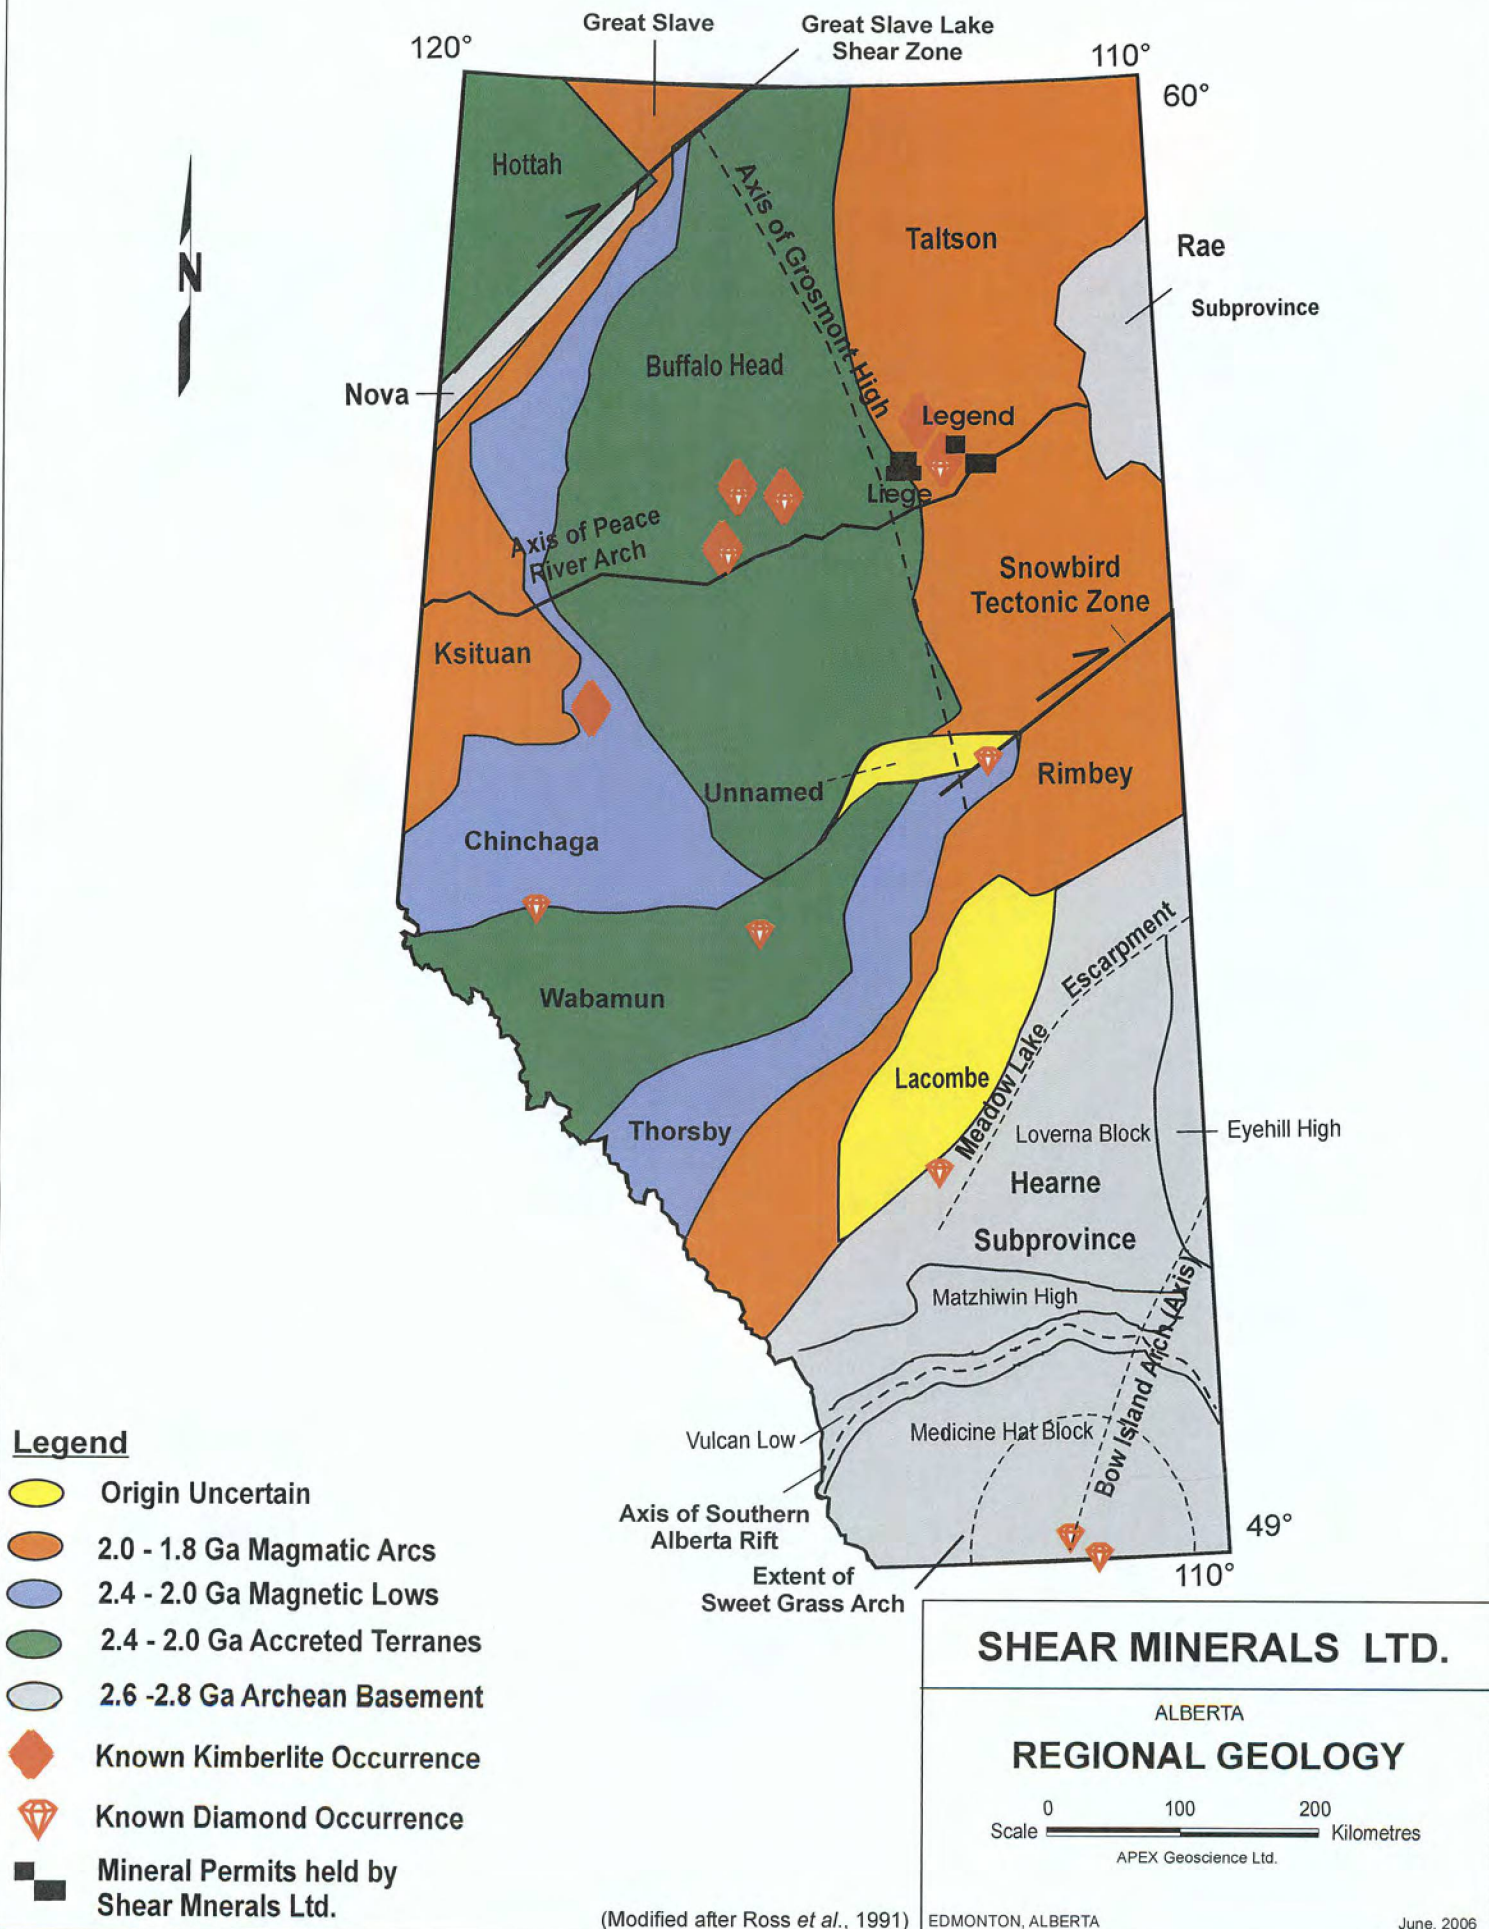 Great Slave
Great Slave Lake
Shear Zone
120°
110°
60°
Hottah
Axis of Grosmont High
Taltson
Rae
Subprovince
N
Buffalo Head
Nova
Legend
Liege
Axis of Peace
River Arch
Snowbird
Tectonic Zone
Ksituan
Rimbey
Unnamed
Chinchaga
Escarpment
Wabamun
Meadow Lake
Lacombe
Thorsby
Loverna Block
Eyehill High
Hearne
Subprovince
Matzhiwin High
Bow Island Arch (Axis)
Vulcan Low
Medicine Hat Block
Axis of Southern
Alberta Rift
49°
110°
Extent of
Sweet Grass Arch
Legend
Origin Uncertain
2.0 - 1.8 Ga Magmatic Arcs
2.4 - 2.0 Ga Magnetic Lows
2.4 - 2.0 Ga Accreted Terranes
2.6 -2.8 Ga Archean Basement
Known Kimberlite Occurrence
Known Diamond Occurrence
Mineral Permits held by
Shear Mnerals Ltd.
(Modified after Ross et al., 1991)
SHEAR MINERALS LTD.
ALBERTA
REGIONAL GEOLOGY
0 100 200
Scale Kilometres
APEX Geoscience Ltd.
EDMONTON, ALBERTA June, 2006